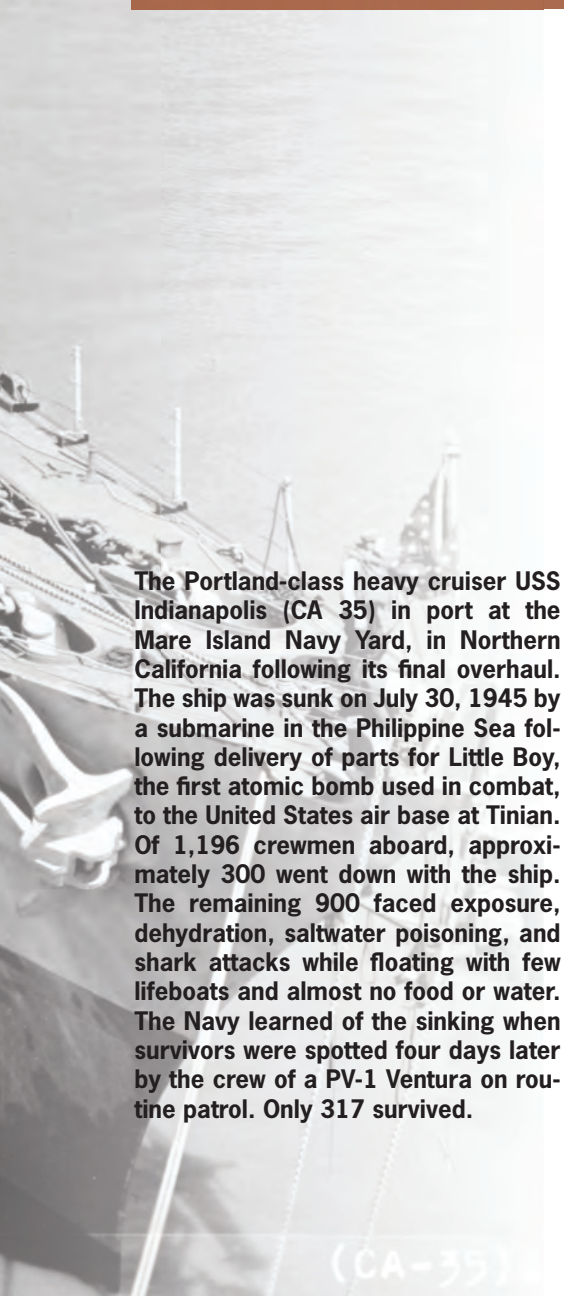 The Portland-class heavy cruiser USS
Indianapolis (CA 35) in port at the
Mare Island Navy Yard, in Northern
California following its final overhaul.
The ship was sunk on July 30, 1945 by
a submarine in the Philippine Sea fol-
lowing delivery of parts for Little Boy,
the first atomic bomb used in combat,
to the United States air base at Tinian.
Of 1,196 crewmen aboard, approxi-
mately 300 went down with the ship.
The remaining 900 faced exposure,
dehydration, saltwater poisoning, and
shark attacks while floating with few
lifeboats and almost no food or water.
The Navy learned of the sinking when
survivors were spotted four days later
by the crew of a PV-1 Ventura on rou-
tine patrol. Only 317 survived.
(CA-35)